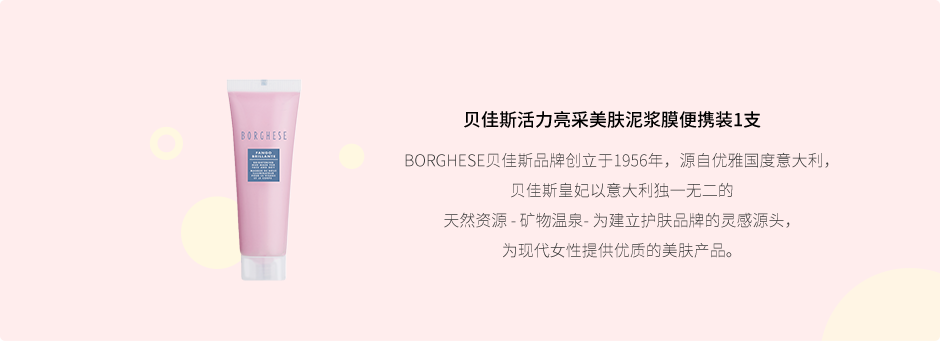 BORGHESE
FANGO
BRILLANTE
贝佳斯活力亮采美肤泥浆膜便携装1支
BORGHESE贝佳斯品牌创立于1956年，源自优雅国度意大利，
贝佳斯皇妃以意大利独一无二的
天然资源 - 矿物温泉- 为建立护肤品牌的灵感源头，
为现代女性提供优质的美肤产品。